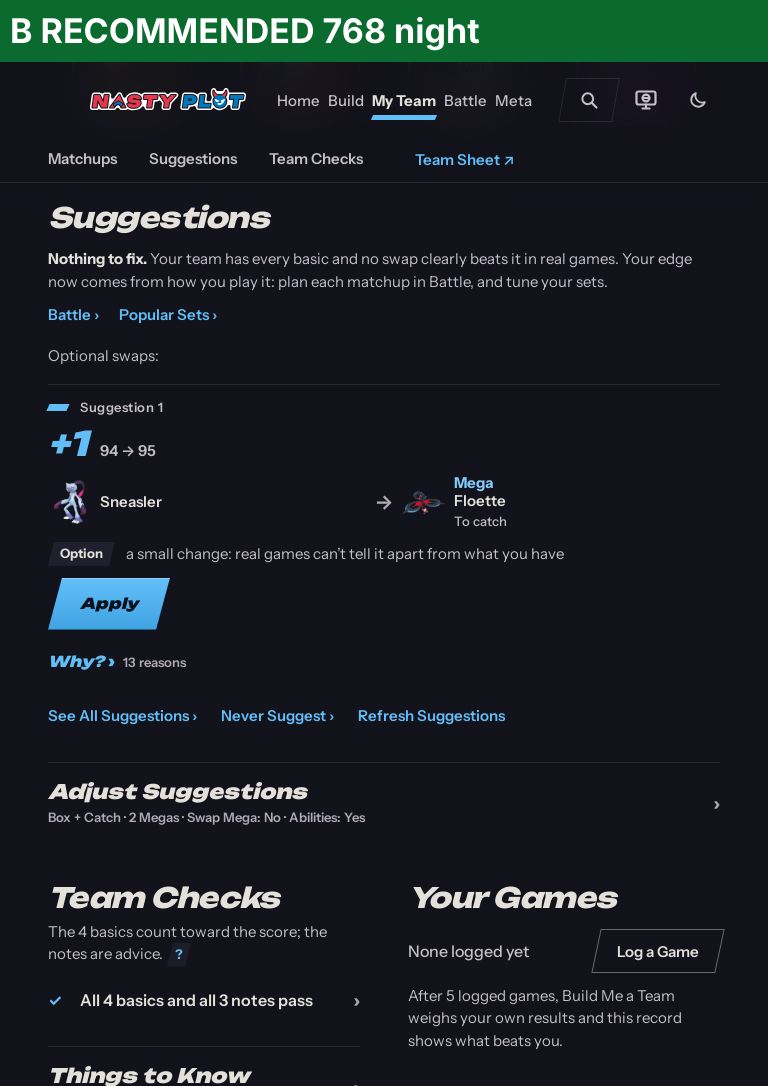 B RECOMMENDED 768 night
NASTY PLOT
Home Build My Team Battle Meta
Matchups Suggestions Team Checks Team Sheet ↗
Suggestions
Nothing to fix. Your team has every basic and no swap clearly beats it in real games. Your edge
now comes from how you play it: plan each matchup in Battle, and tune your sets.
Battle › Popular Sets ›
Optional swaps:
Suggestion 1
+1 94 → 95
Sneasler → Mega
Floette
To catch
Option a small change: real games can't tell it apart from what you have
Apply
Why? › 13 reasons
See All Suggestions › Never Suggest › Refresh Suggestions
Adjust Suggestions
Box + Catch · 2 Megas · Swap Mega: No · Abilities: Yes ›
Team Checks
The 4 basics count toward the score; the
notes are advice. ?
✓ All 4 basics and all 3 notes pass ›
Things to Know
Your Games
None logged yet Log a Game
After 5 logged games, Build Me a Team
weighs your own results and this record
shows what beats you.